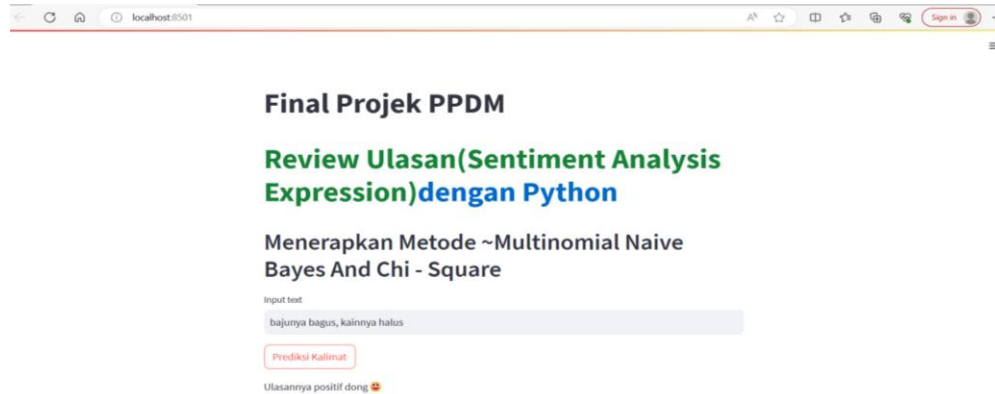 localhost:8501
Sign in
Final Projek PPDM
Review Ulasan(Sentiment Analysis
Expression)dengan Python
Menerapkan Metode ~Multinomial Naive
Bayes And Chi - Square
Input text
bajunya bagus, kainnya halus
Prediksi Kalimat
Ulasannya positif dong 😃